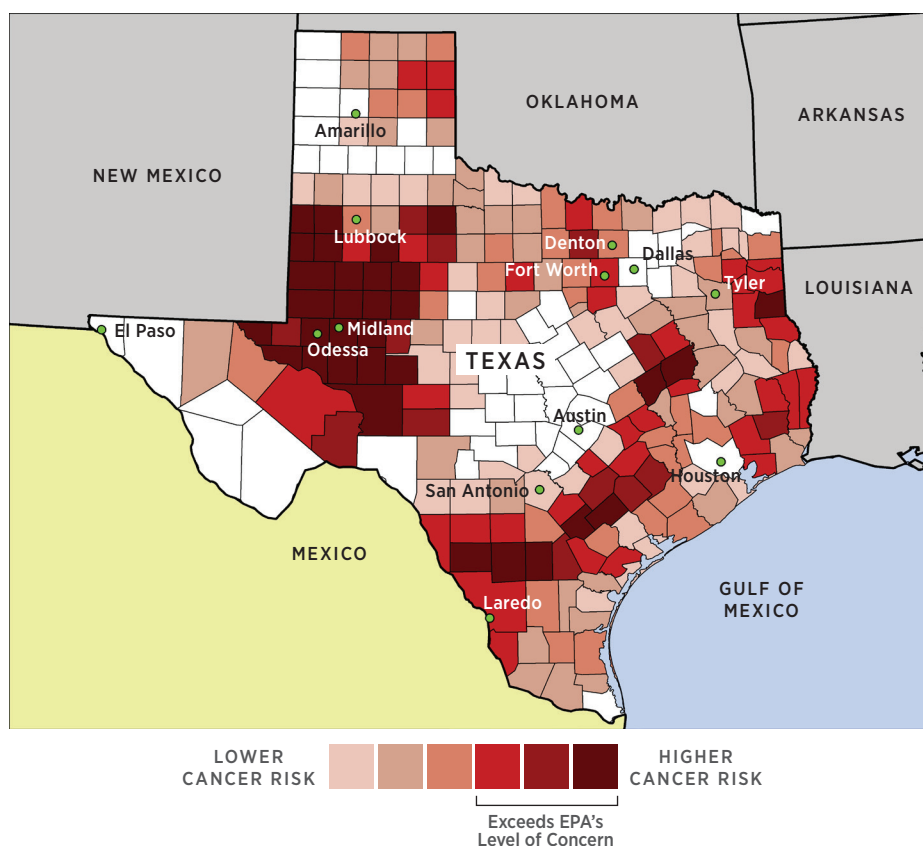 OKLAHOMA
ARKANSAS
Amarillo
NEW MEXICO
Lubbock
Denton
Dallas
Fort Worth
Tyler
LOUISIANA
El Paso
Midland
Odessa
TEXAS
Austin
Houston
San Antonio
MEXICO
GULF OF
MEXICO
Laredo
LOWER
CANCER RISK
HIGHER
CANCER RISK
Exceeds EPA's
Level of Concern